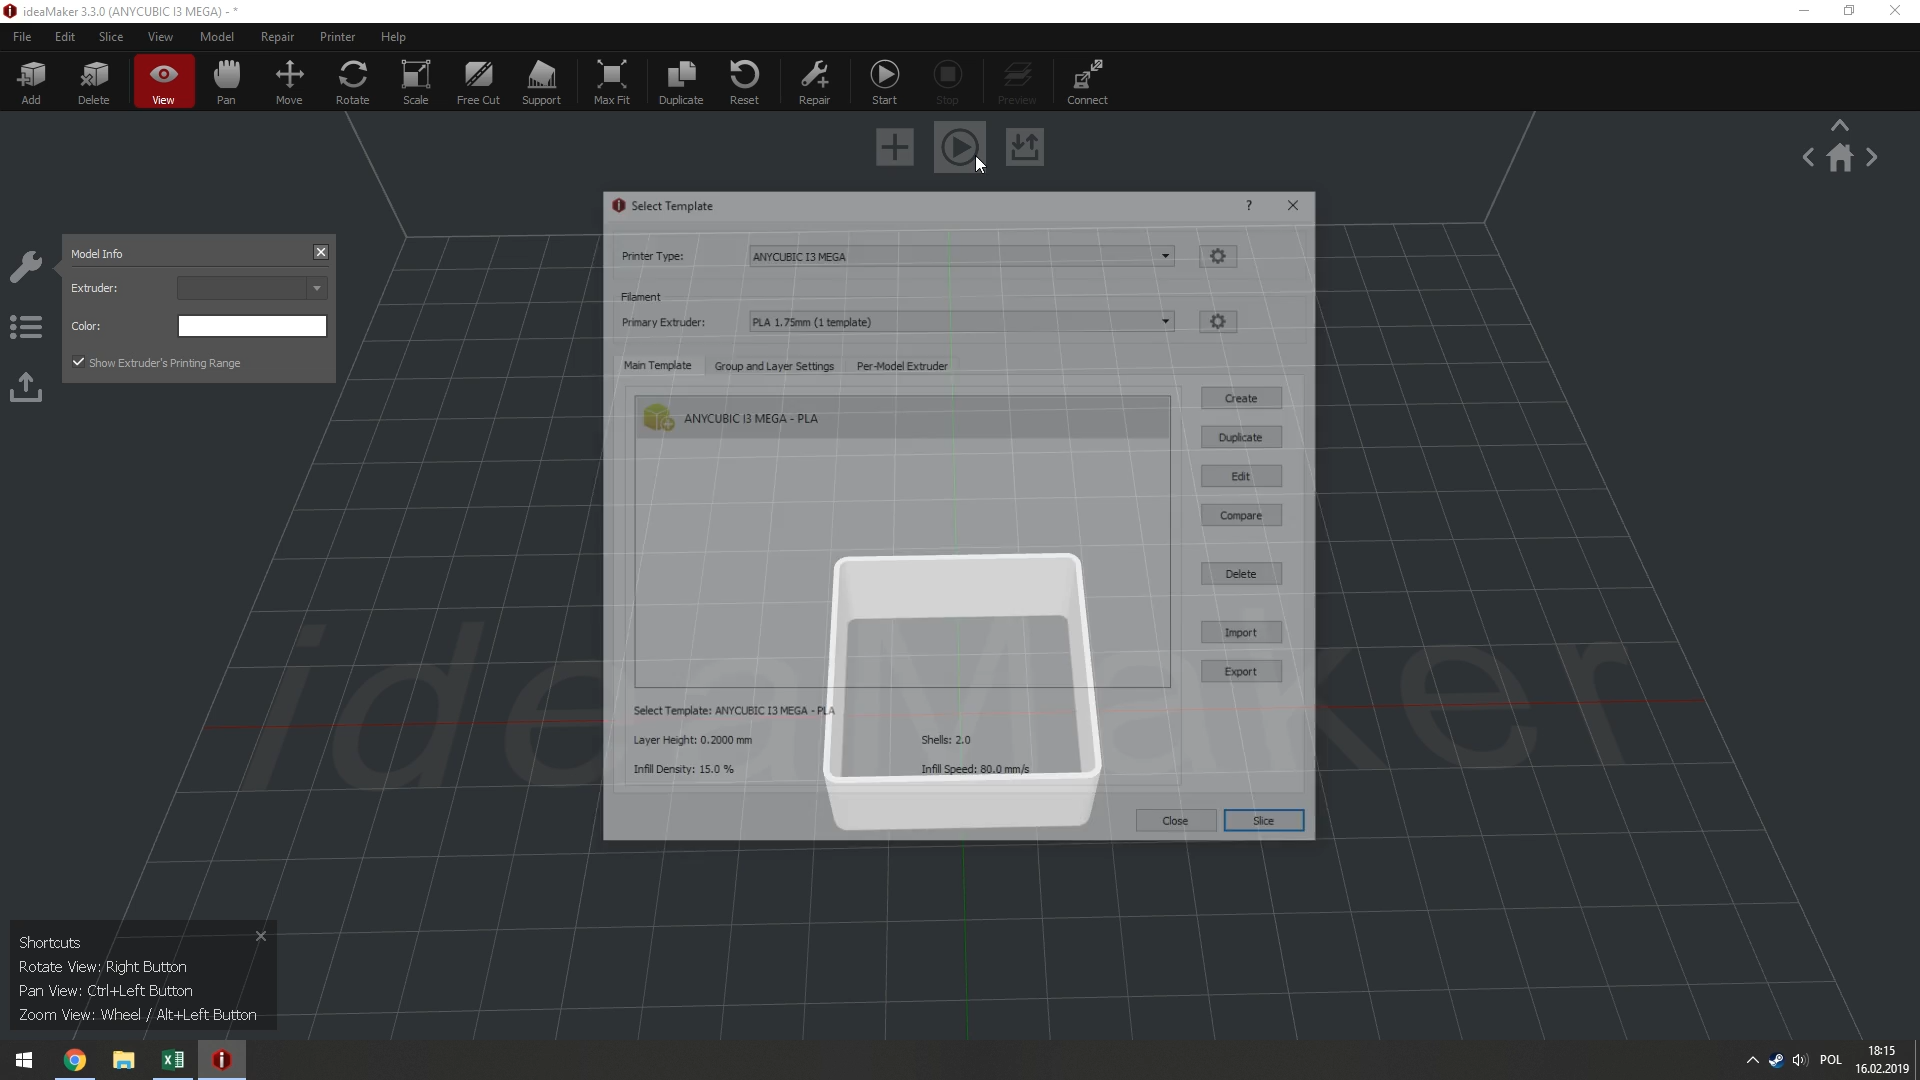 ideaMaker 3.3.0 (ANYCUBIC I3 MEGA) - *
File Edit Slice View Model Repair Printer Help
Add Delete View Pan Move Rotate Scale Free Cut Support Max Fit Duplicate Reset Repair Start Stop Preview Connect
Select Template ?
Printer Type: ANYCUBIC I3 MEGA
Filament
Primary Extruder: PLA 1.75mm (1 template)
Main Template Group and Layer Settings Per-Model Extruder
ANYCUBIC I3 MEGA - PLA
Create
Duplicate
Edit
Compare
Delete
Import
Export
Select Template: ANYCUBIC I3 MEGA - PLA
Layer Height: 0.2000 mm Shells: 2.0
Infill Density: 15.0 % Infill Speed: 80.0 mm/s
Close Slice
Model Info
Extruder:
Color:
Show Extruder's Printing Range
ideaMaker
Shortcuts
Rotate View: Right Button
Pan View: Ctrl+Left Button
Zoom View: Wheel / Alt+Left Button
POL
18:15
16.02.2019